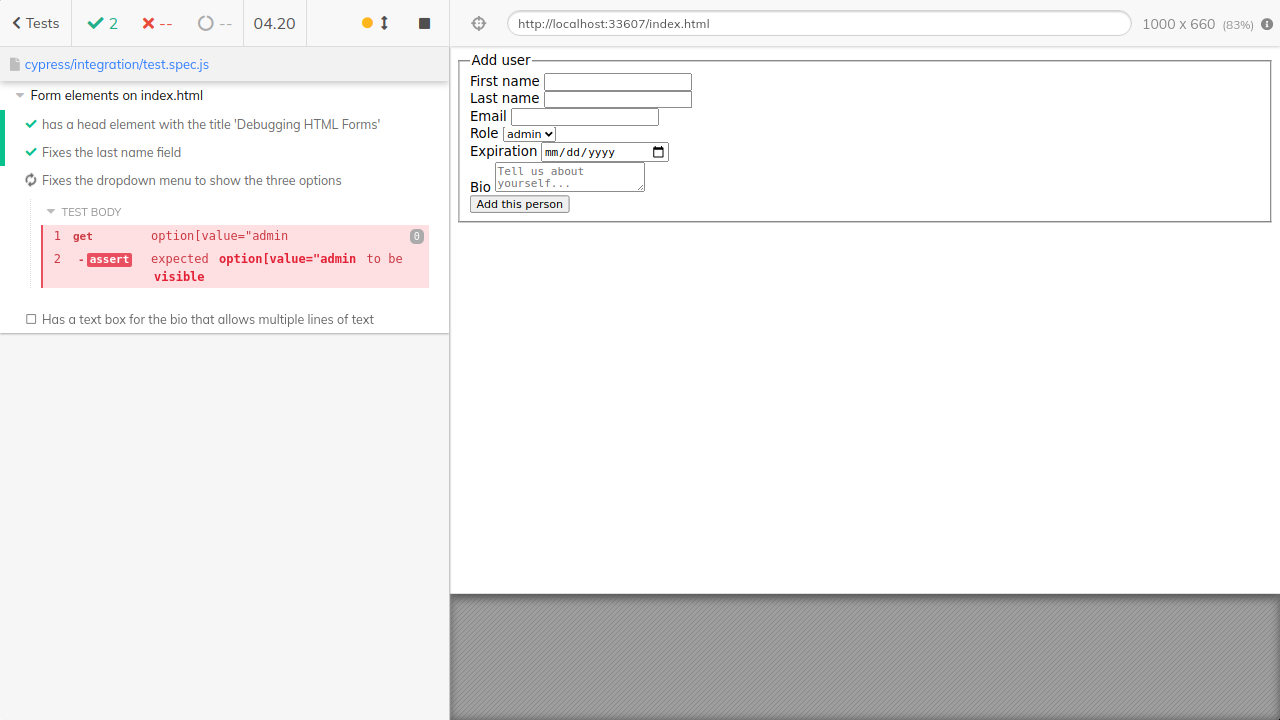 Tests 2 -- -- 04.20
cypress/integration/test.spec.js
Form elements on index.html
has a head element with the title 'Debugging HTML Forms'
Fixes the last name field
Fixes the dropdown menu to show the three options
TEST BODY
1 get option[value="admin 0
2 -assert expected option[value="admin to be
visible
Has a text box for the bio that allows multiple lines of text
http://localhost:33607/index.html 1000 x 660 (83%)
Add user
First name
Last name
Email
Role admin
Expiration mm/dd/yyyy
Bio Tell us about
yourself...
Add this person